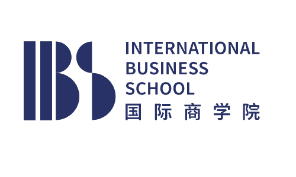 IBS
INTERNATIONAL
BUSINESS
SCHOOL
国际商学院